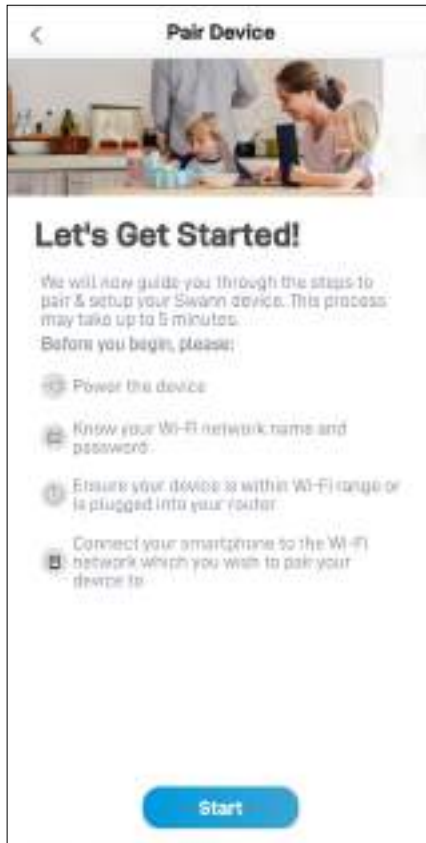 Pair Device
Let's Get Started!
We will now guide you through the steps to
pair & setup your Swann device. This process
may take up to 5 minutes.
Before you begin, please:
Power the device
Know your Wi-Fi network name and
password
Ensure your device is within Wi-Fi range or
is plugged into your router
Connect your smartphone to the Wi-Fi
network which you wish to pair your
device to
Start